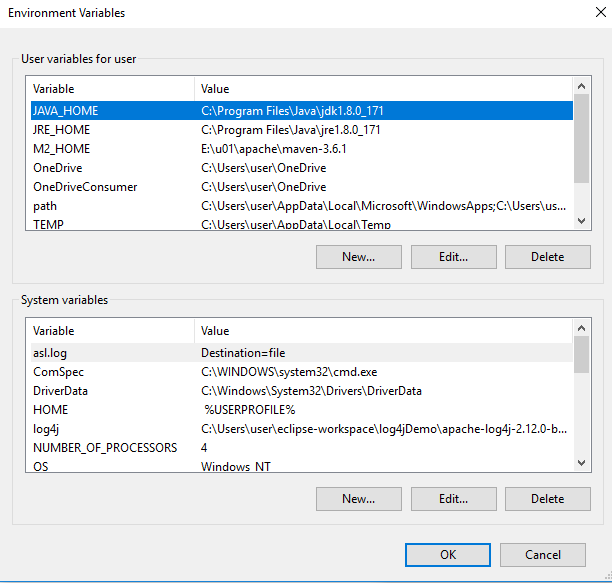 Environment Variables
User variables for user
Variable Value
JAVA_HOME C:\Program Files\Java\jdk1.8.0_171
JRE_HOME C:\Program Files\Java\jre1.8.0_171
M2_HOME E:\u01\apache\maven-3.6.1
OneDrive C:\Users\user\OneDrive
OneDriveConsumer C:\Users\user\OneDrive
path C:\Users\user\AppData\Local\Microsoft\WindowsApps;C:\Users\us...
TEMP C:\Users\user\AppData\Local\Temp
New... Edit... Delete
System variables
Variable Value
asl.log Destination=file
ComSpec C:\WINDOWS\system32\cmd.exe
DriverData C:\Windows\System32\Drivers\DriverData
HOME %USERPROFILE%
log4j C:\Users\user\eclipse-workspace\log4jDemo\apache-log4j-2.12.0-b...
NUMBER_OF_PROCESSORS 4
OS Windows_NT
New... Edit... Delete
OK Cancel